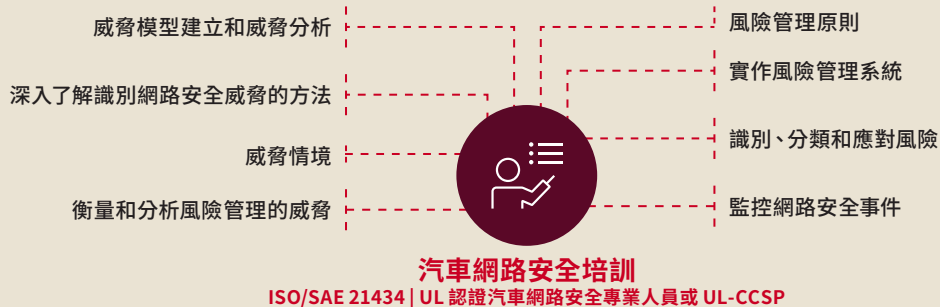 威脅模型建立和威脅分析
深入了解識別網路安全威脅的方法
威脅情境
衡量和分析風險管理的威脅
風險管理原則
實作風險管理系統
識別、分類和應對風險
監控網路安全事件
汽車網路安全培訓
ISO/SAE 21434 | UL 認證汽車網路安全專業人員或 UL-CCSP